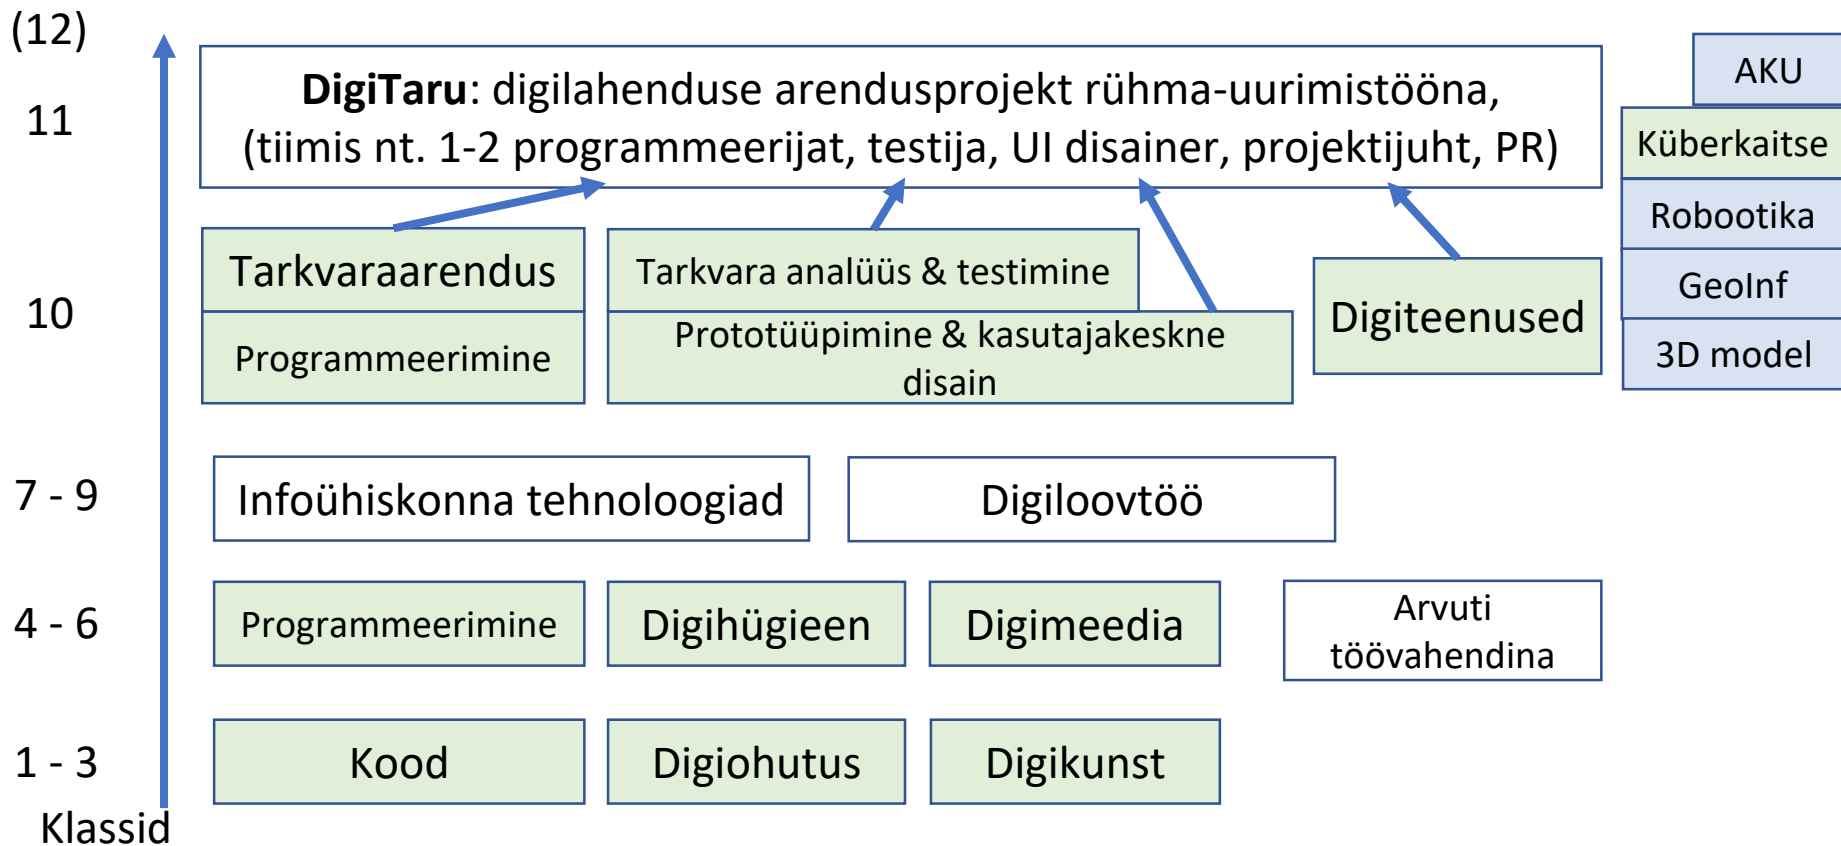 (12)
DigiTaru: digilahenduse arendusprojekt rühma-uurimistööna,
(tiimis nt. 1-2 programmeerijat, testija, UI disainer, projektijuht, PR)
11
AKU
Küberkaitse
Robootika
GeoInf
3D model
10
Tarkvaraarendus
Programmeerimine
Tarkvara analüüs & testimine
Prototüüpimine & kasutajakeskne
disain
Digiteenused
7 - 9
Infoühiskonna tehnoloogiad
Digiloovtöö
4 - 6
Programmeerimine
Digihügieen
Digimeedia
Arvuti
töövahendina
1 - 3
Kood
Digiohutus
Digikunst
Klassid